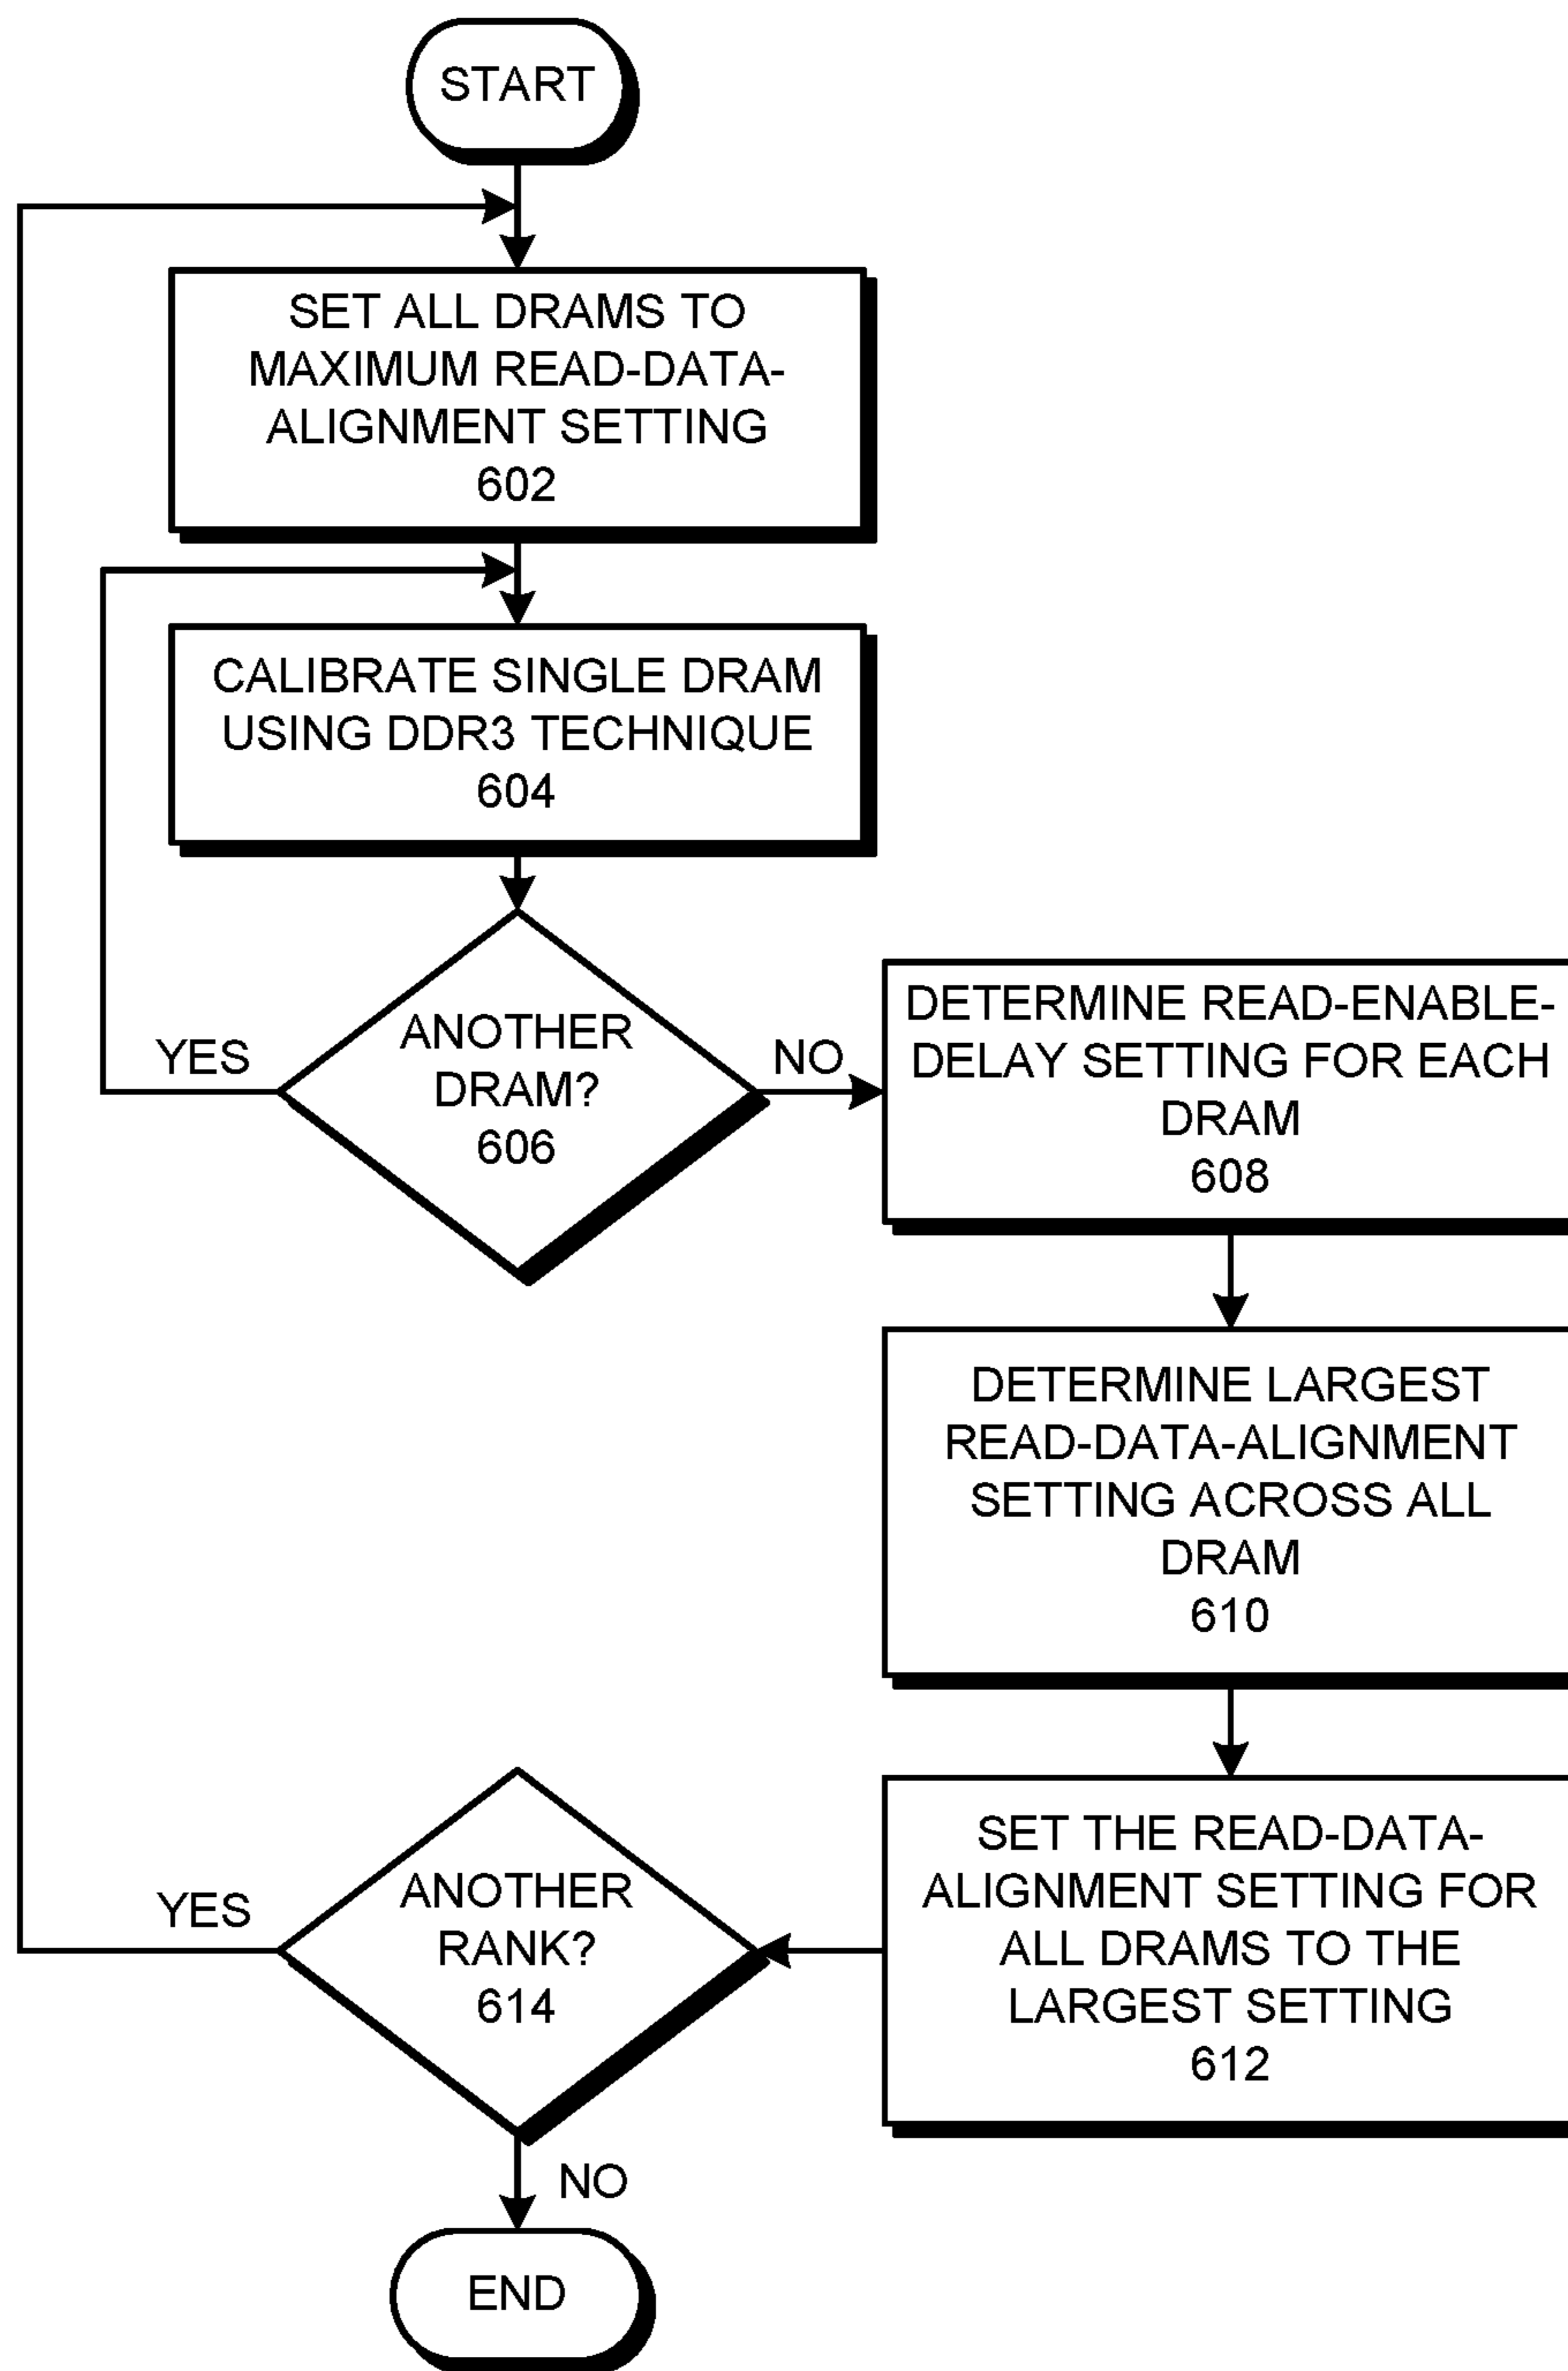 START
SET ALL DRAMS TO
MAXIMUM READ-DATA-
ALIGNMENT SETTING
602
CALIBRATE SINGLE DRAM
USING DDR3 TECHNIQUE
604
ANOTHER
DRAM?
606
YES
NO
DETERMINE READ-ENABLE-
DELAY SETTING FOR EACH
DRAM
608
DETERMINE LARGEST
READ-DATA-ALIGNMENT
SETTING ACROSS ALL
DRAM
610
SET THE READ-DATA-
ALIGNMENT SETTING FOR
ALL DRAMS TO THE
LARGEST SETTING
612
ANOTHER
RANK?
614
YES
NO
END